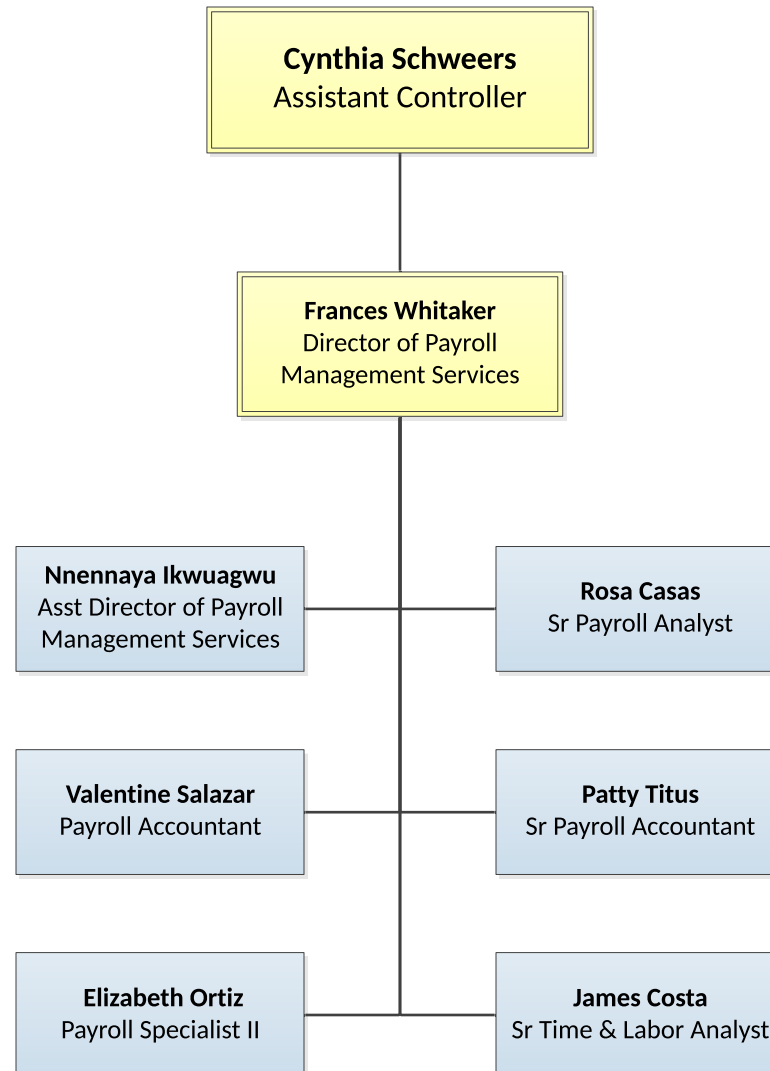 Cynthia Schweers
Assistant Controller
Frances Whitaker
Director of Payroll
Management Services
Nnennaya Ikwuagwu
Asst Director of Payroll
Management Services
Rosa Casas
Sr Payroll Analyst
Valentine Salazar
Payroll Accountant
Patty Titus
Sr Payroll Accountant
Elizabeth Ortiz
Payroll Specialist II
James Costa
Sr Time & Labor Analyst